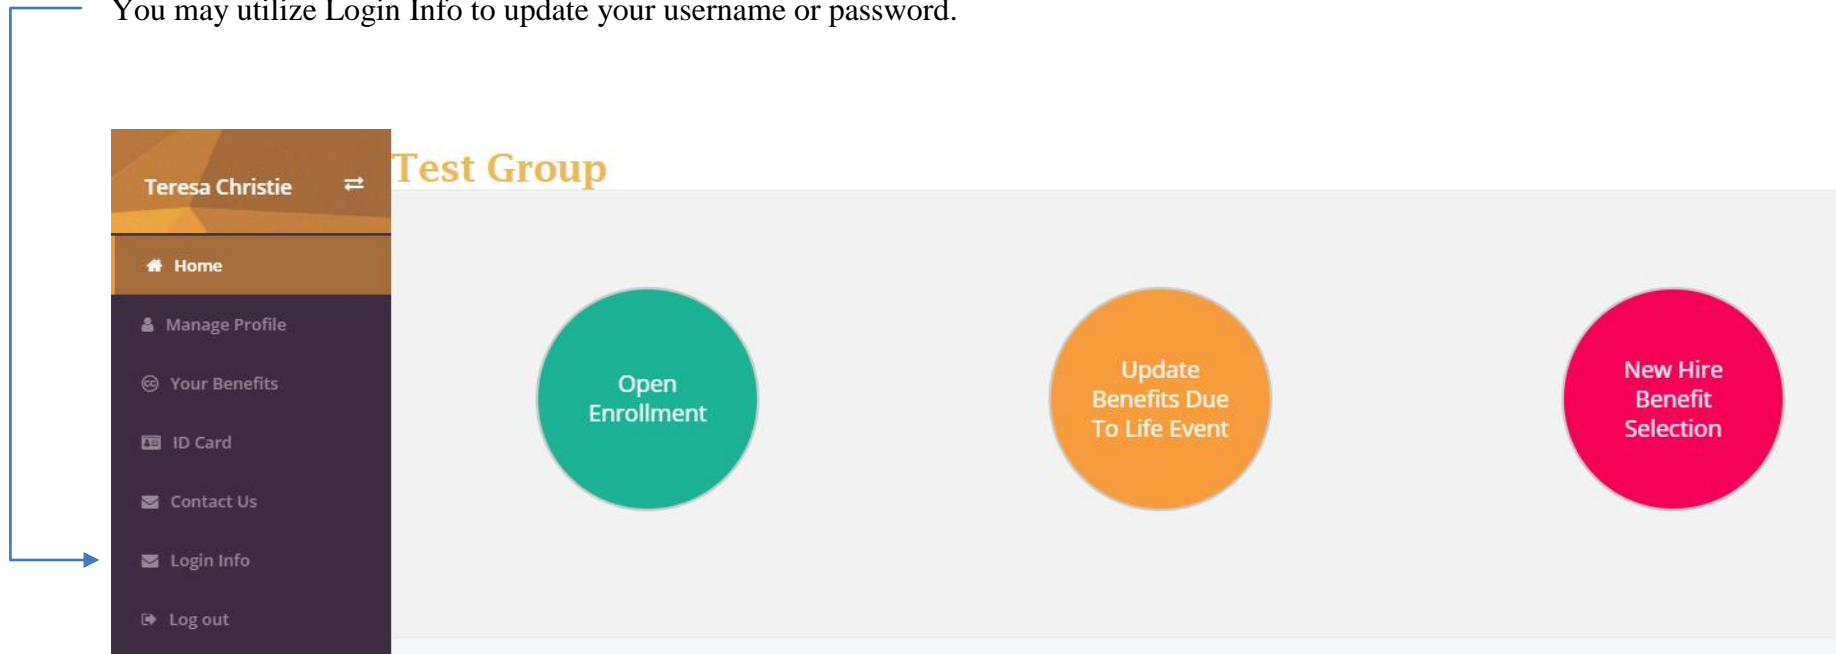 You may utilize Login Info to update your username or password.
Test Group
Teresa Christie
Home
Manage Profile
Your Benefits
ID Card
Contact Us
Login Info
Log out
Open
Enrollment
Update
Benefits Due
To Life Event
New Hire
Benefit
Selection